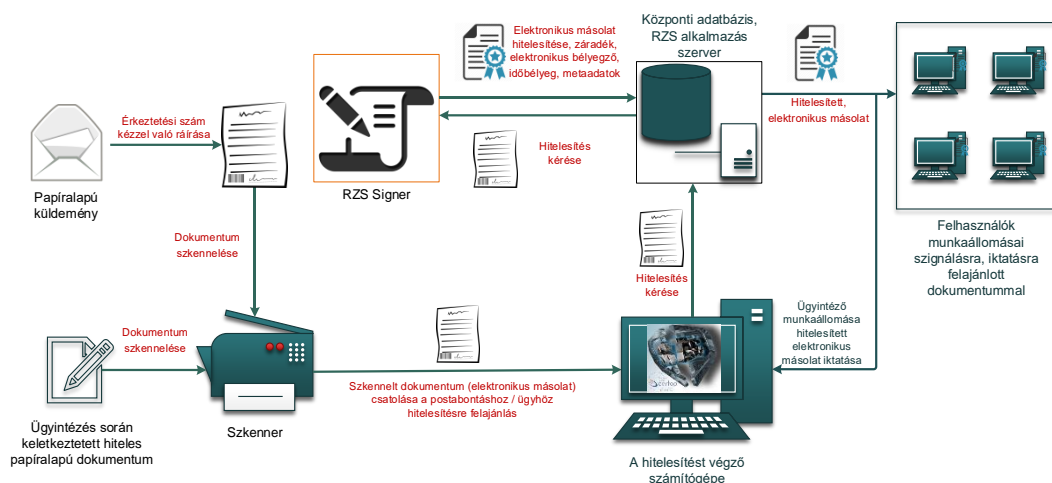 Elektronikus másolat
hitelesítése, záradék,
elektronikus bélyegző,
időbélyeg, metaadatok
Központi adatbázis,
RZS alkalmazás
szerver
Érkeztetési szám
kézzel való ráírása
Hitelesítés
kérése
Hitelesített,
elektronikus másolat
Papíralapú
küldemény
RZS Signer
Felhasználók
munkaállomásai
szignálásra, iktatásra
felajánlott
dokumentummal
Dokumentum
szkennelése
Hitelesítés
kérése
Ügyintéző
munkaállomása
hitelesített
elektronikus
másolat iktatása
Dokumentum
szkennelése
Szkennelt dokumentum (elektronikus másolat)
csatolása a postabontáshoz / ügyhöz
hitelesítésre felajánlás
Szkenner
Ügyintézés során
keletkeztetett hiteles
papíralapú dokumentum
A hitelesítést végző
számítógépe